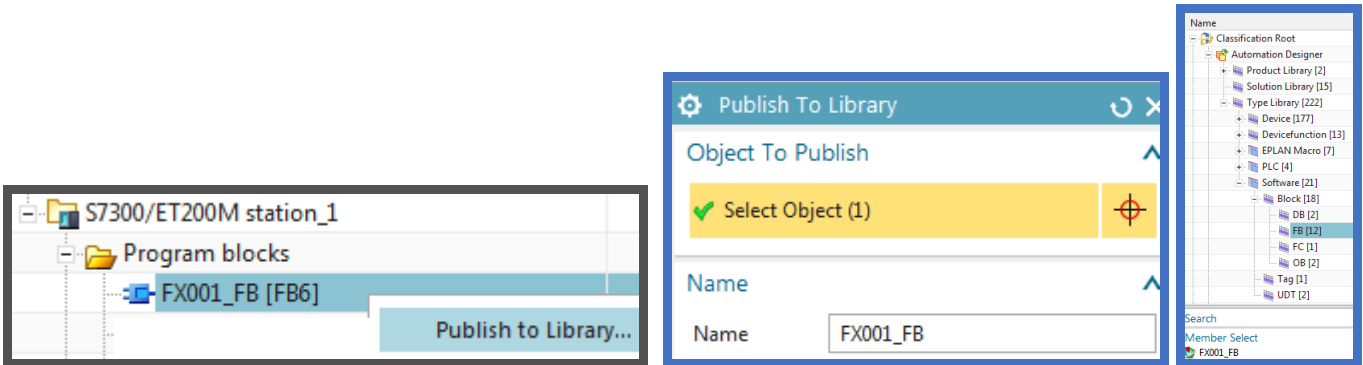 S7300/ET200M station_1
Program blocks
FX001_FB [FB6]
Publish to Library...
Publish To Library
Object To Publish
Select Object (1)
Name
Name FX001_FB
Name
Classification Root
Automation Designer
Product Library [2]
Solution Library [15]
Type Library [222]
Device [177]
Devicefunction [13]
EPLAN Macro [7]
PLC [4]
Software [21]
Block [18]
DB [2]
FB [12]
FC [1]
OB [2]
Tag [1]
UDT [2]
Search
Member Select
FX001_FB